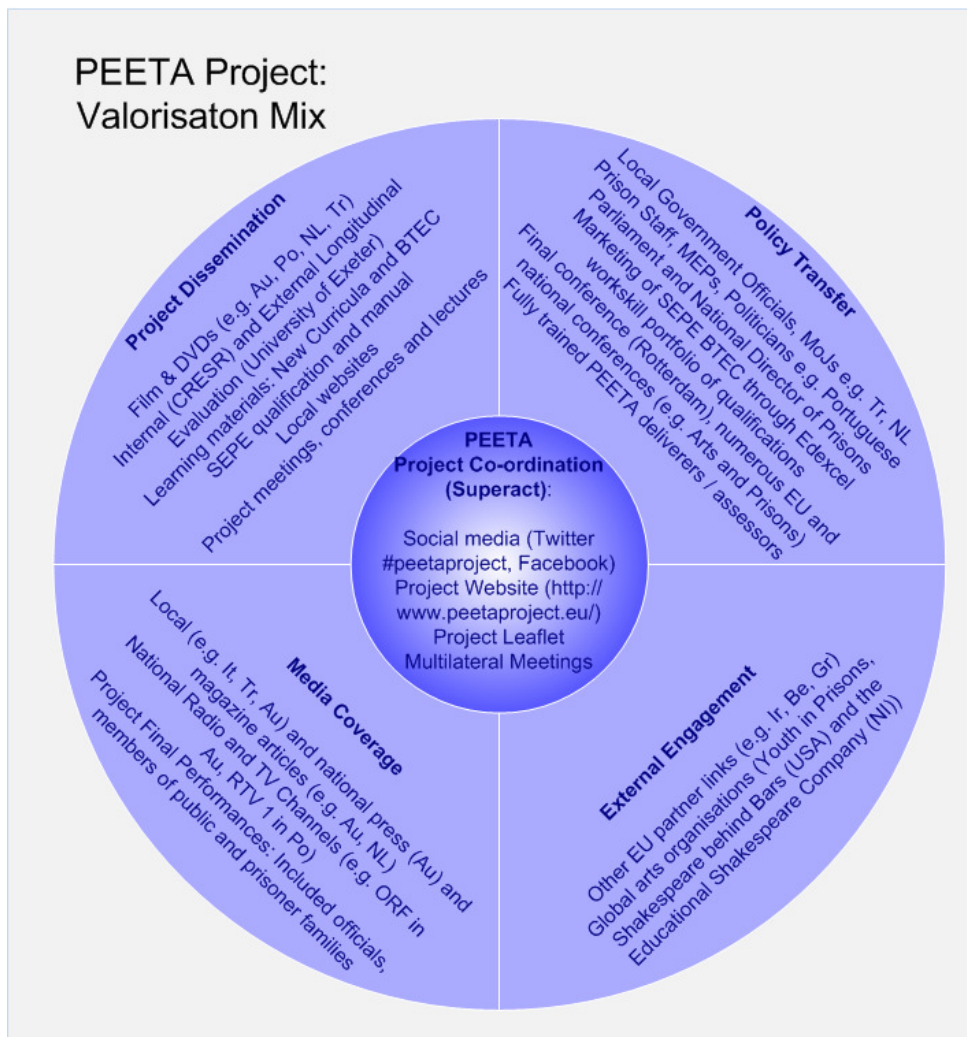 PEETA Project:
Valorisaton Mix
Project Dissemination
Film & DVDs (e.g. Au, Po, NL, Tr)
Internal (CRESR) and External Longitudinal
Evaluation (University of Exeter)
Learning materials: New Curricula and BTEC
SEPE qualification and manual
Local websites
Project meetings, conferences and lectures
Policy Transfer
Local Government Officials, MoJs e.g. Tr, NL
Prison Staff, MEPs, Politicians e.g. Portuguese
Parliament and National Director of Prisons
Marketing of SEPE BTEC through Edexcel
workskill portfolio of qualifications
Final conference (Rotterdam), numerous EU and
national conferences (e.g. Arts and Prisons)
Fully trained PEETA deliverers / assessors
PEETA
Project Co-ordination
(Superact):
Social media (Twitter
#peetaproject, Facebook)
Project Website (http://
www.peetaproject.eu/)
Project Leaflet
Multilateral Meetings
Media Coverage
Local (e.g. It, Tr, Au) and national press (Au) and
magazine articles (e.g. Au, NL)
National Radio and TV Channels (e.g. ORF in
Au, RTV 1 in Po)
Project Final Performances: Included officials,
members of public and prisoner families
External Engagement
Other EU partner links (e.g. Ir, Be, Gr)
Global arts organisations (Youth in Prisons,
Shakespeare behind Bars (USA) and the
Educational Shakespeare Company (NI))